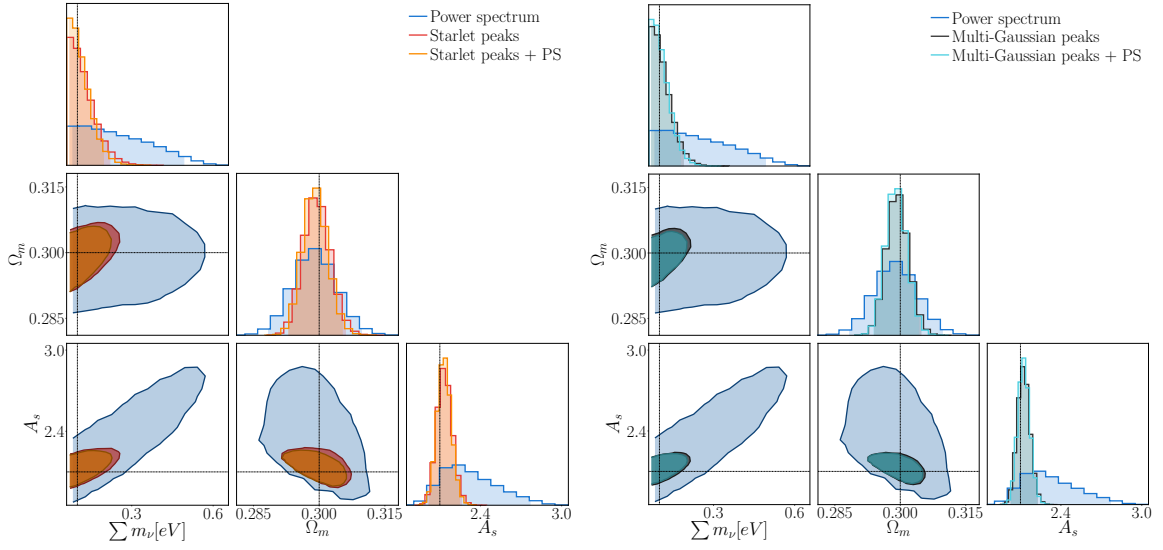 Power spectrum
Starlet peaks
Starlet peaks + PS
0.315
0.300
0.285
Ω_m
3.0
2.4
A_s
0.3 0.6
∑ m_ν[eV]
0.285 0.300 0.315
Ω_m
2.4 3.0
A_s
Power spectrum
Multi-Gaussian peaks
Multi-Gaussian peaks + PS
0.315
0.300
0.285
Ω_m
3.0
2.4
A_s
0.3 0.6
∑ m_ν[eV]
0.285 0.300 0.315
Ω_m
2.4 3.0
A_s